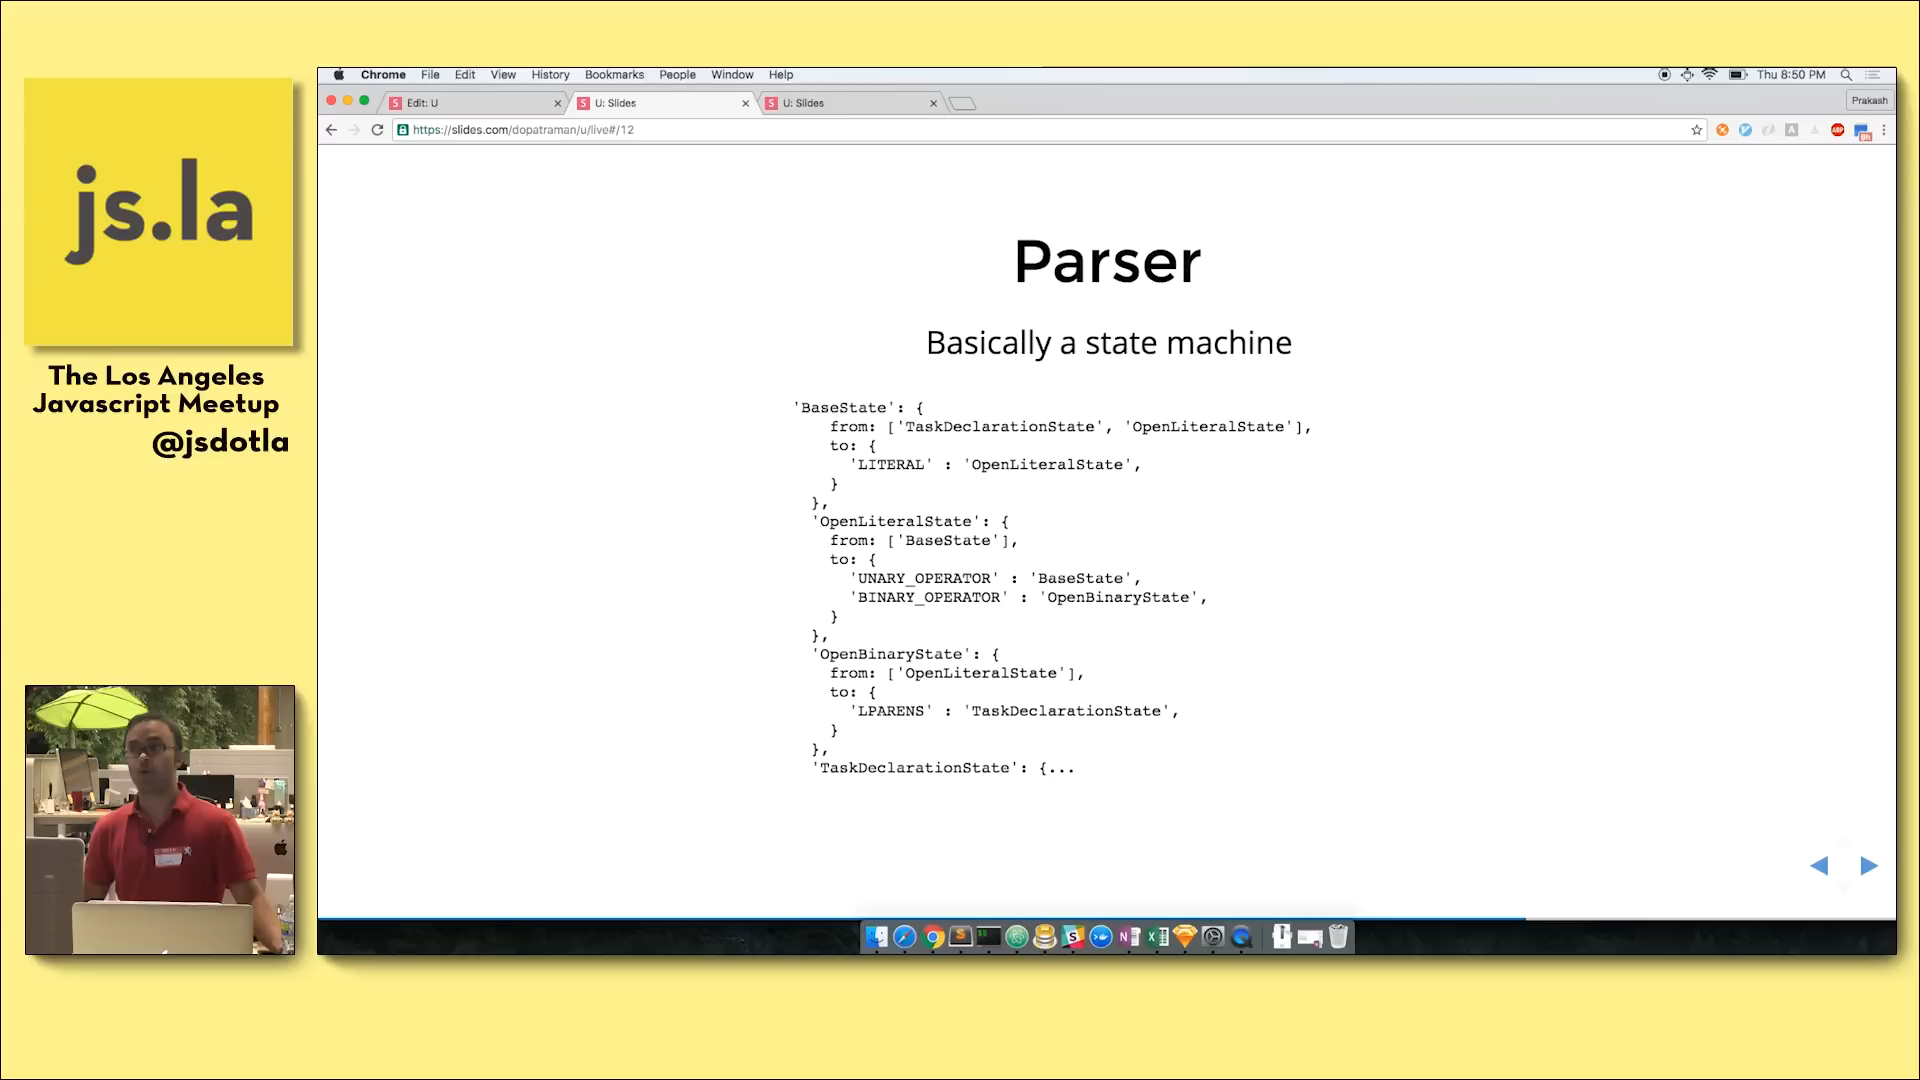 Chrome File Edit View History Bookmarks People Window Help
Thu 8:50 PM
Edit: U
U: Slides
U: Slides
Prakash
https://slides.com/dopatraman/u/live#/12
js.la
The Los Angeles
Javascript Meetup
@jsdotla
Parser
Basically a state machine
'BaseState': {
from: ['TaskDeclarationState', 'OpenLiteralState'],
to: {
'LITERAL' : 'OpenLiteralState',
}
},
'OpenLiteralState': {
from: ['BaseState'],
to: {
'UNARY_OPERATOR' : 'BaseState',
'BINARY_OPERATOR' : 'OpenBinaryState',
}
},
'OpenBinaryState': {
from: ['OpenLiteralState'],
to: {
'LPARENS' : 'TaskDeclarationState',
}
},
'TaskDeclarationState': {...